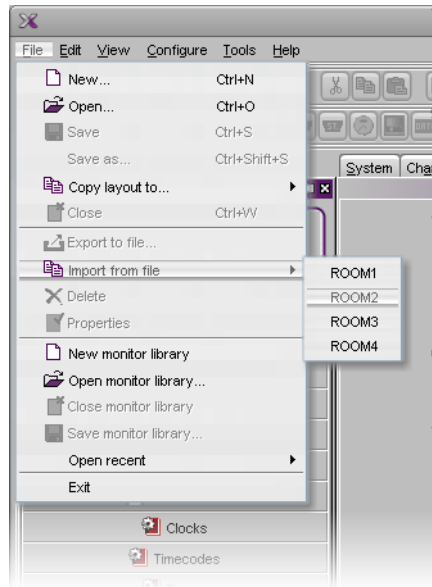 File Edit View Configure Tools Help
New... Ctrl+N
Open... Ctrl+O
Save Ctrl+S
Save as... Ctrl+Shift+S
System
Copy layout to...
Close Ctrl+W
Export to file...
Import from file
ROOM1
Delete
ROOM2
Properties
ROOM3
New monitor library
ROOM4
Open monitor library...
Close monitor library
Save monitor library...
Open recent
Exit
Clocks
Timecodes